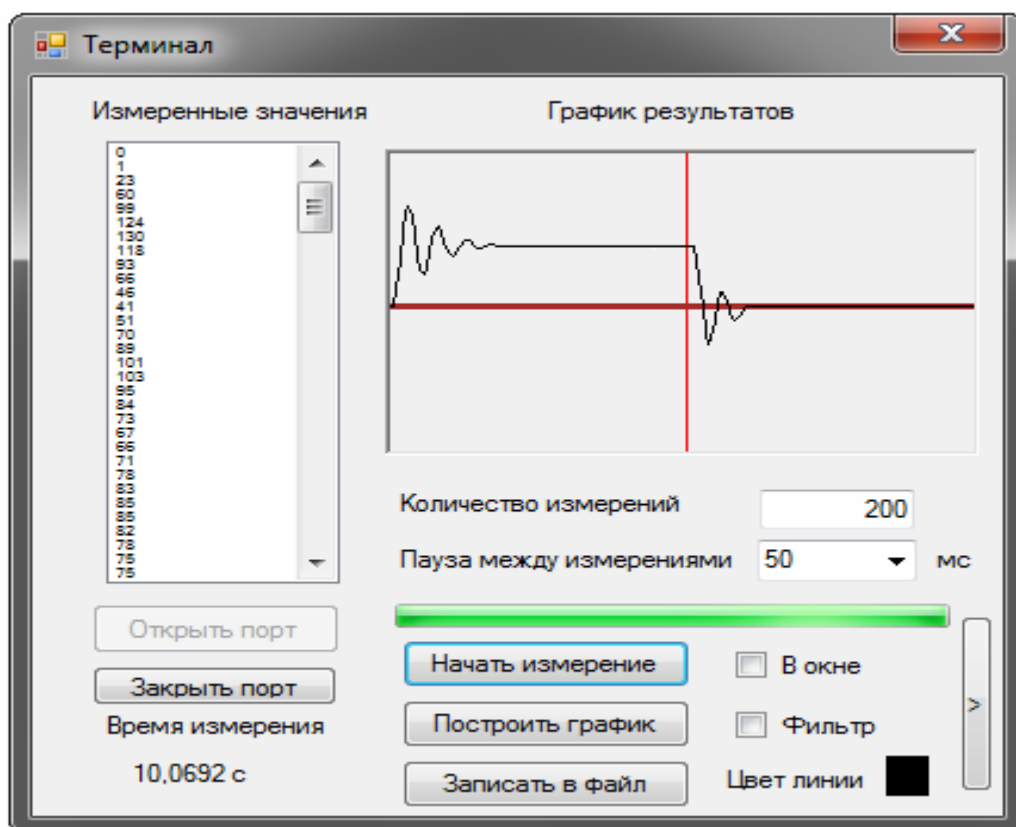 Терминал
Измеренные значения
График результатов
0
1
23
60
99
124
130
118
93
66
46
41
51
70
89
101
103
95
84
73
67
66
71
78
83
85
85
82
78
75
75
Количество измерений 200
Пауза между измерениями 50 мс
Открыть порт
Закрыть порт
Время измерения
10,0692 с
Начать измерение
В окне
Построить график
Фильтр
Записать в файл
Цвет линии
>